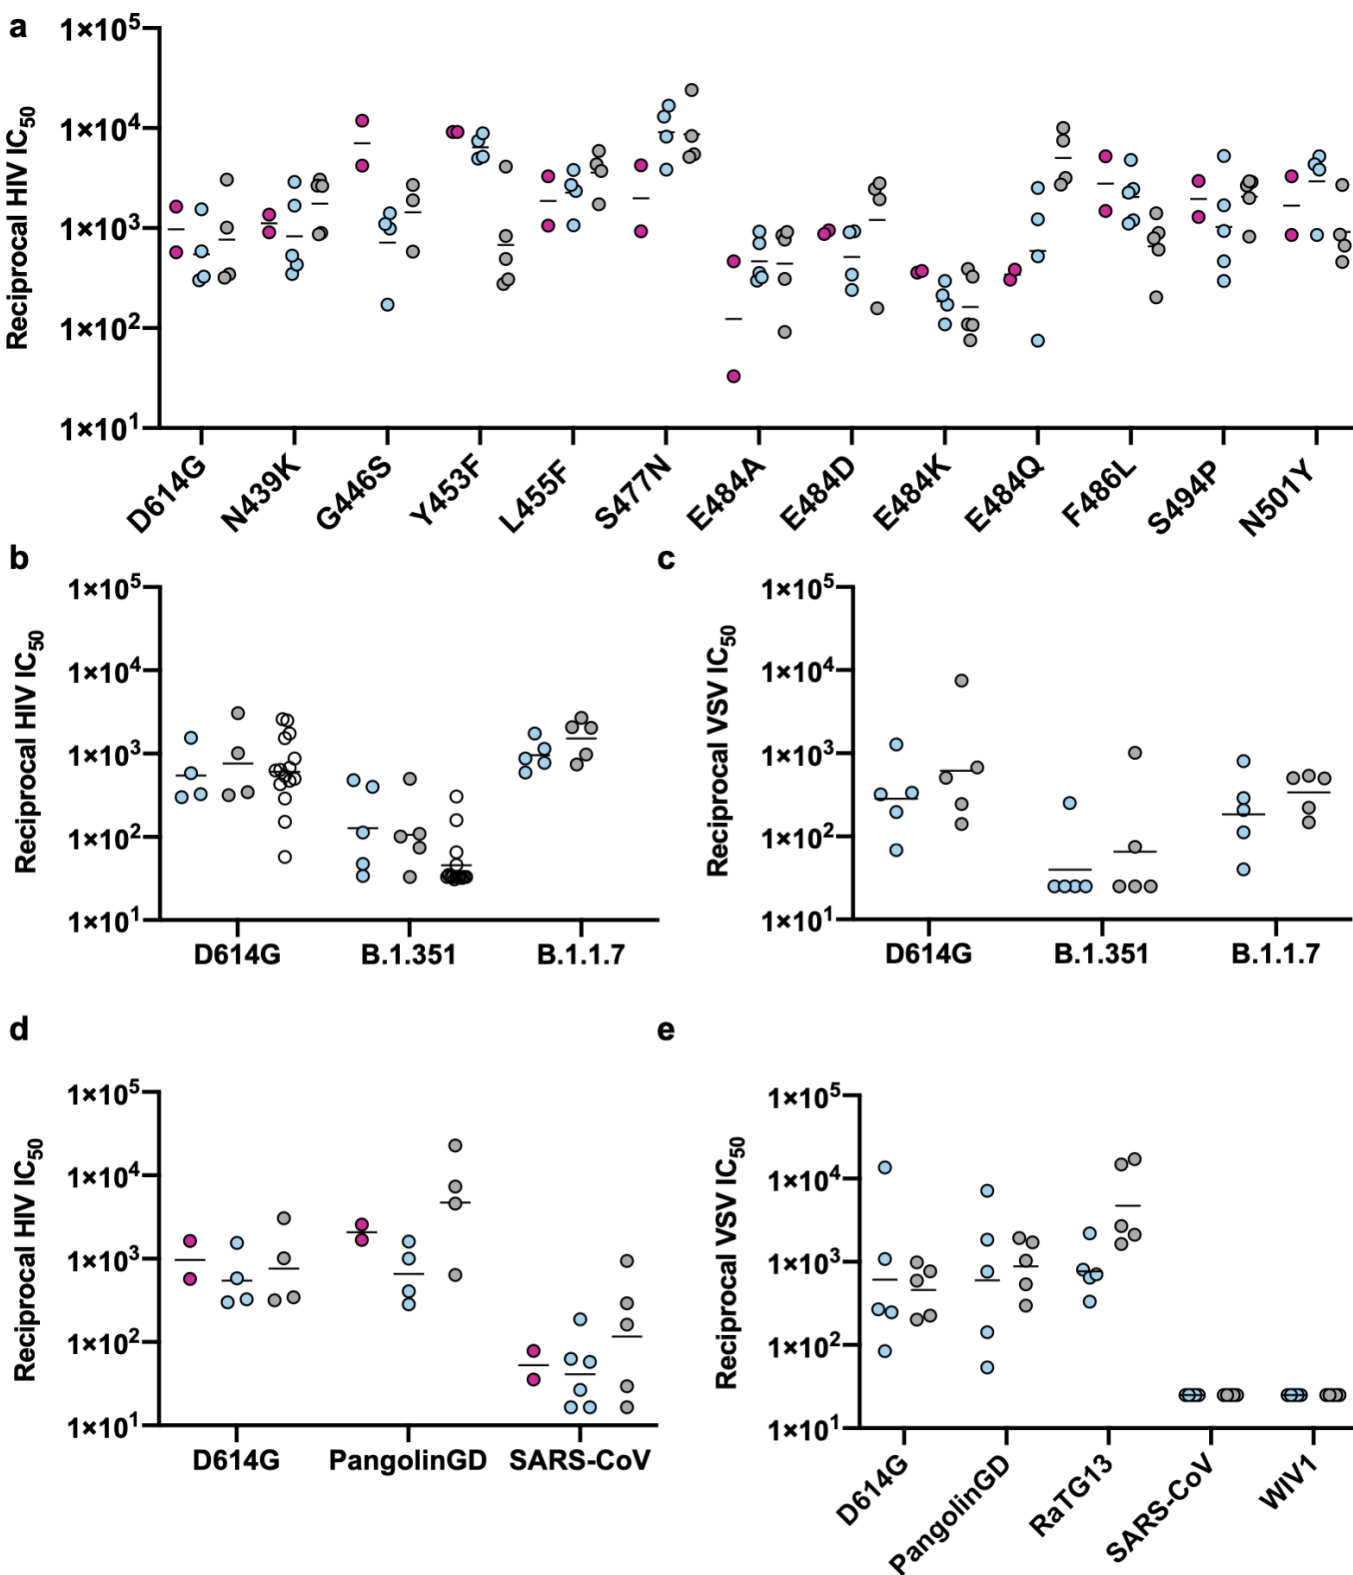 a
Reciprocal HIV IC50
1×10^5
1×10^4
1×10^3
1×10^2
1×10^1
D614G
N439K
G446S
Y453F
L455F
S477N
E484A
E484D
E484K
E484Q
F486L
S494P
N501Y
b
Reciprocal HIV IC50
1×10^5
1×10^4
1×10^3
1×10^2
1×10^1
D614G
B.1.351
B.1.1.7
c
Reciprocal VSV IC50
1×10^5
1×10^4
1×10^3
1×10^2
1×10^1
D614G
B.1.351
B.1.1.7
d
Reciprocal HIV IC50
1×10^5
1×10^4
1×10^3
1×10^2
1×10^1
D614G
PangolinGD
SARS-CoV
e
Reciprocal VSV IC50
1×10^5
1×10^4
1×10^3
1×10^2
1×10^1
D614G
PangolinGD
RaTG13
SARS-CoV
WIV1